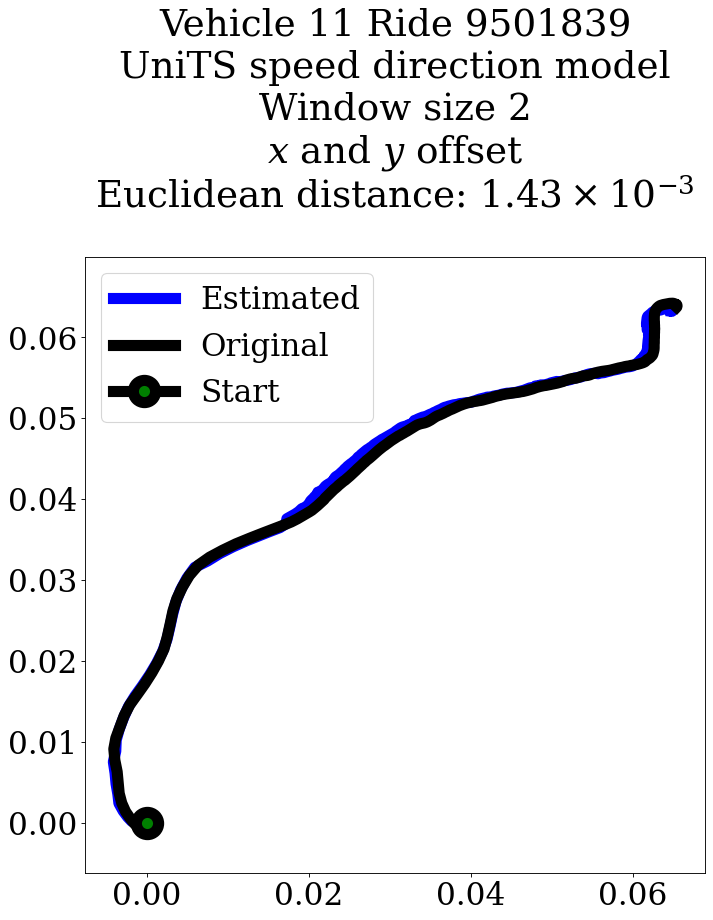 Vehicle 11 Ride 9501839
UniTS speed direction model
Window size 2
x and y offset
Euclidean distance: 1.43 × 10⁻³
Estimated
Original
Start
0.06
0.05
0.04
0.03
0.02
0.01
0.00
0.00 0.02 0.04 0.06